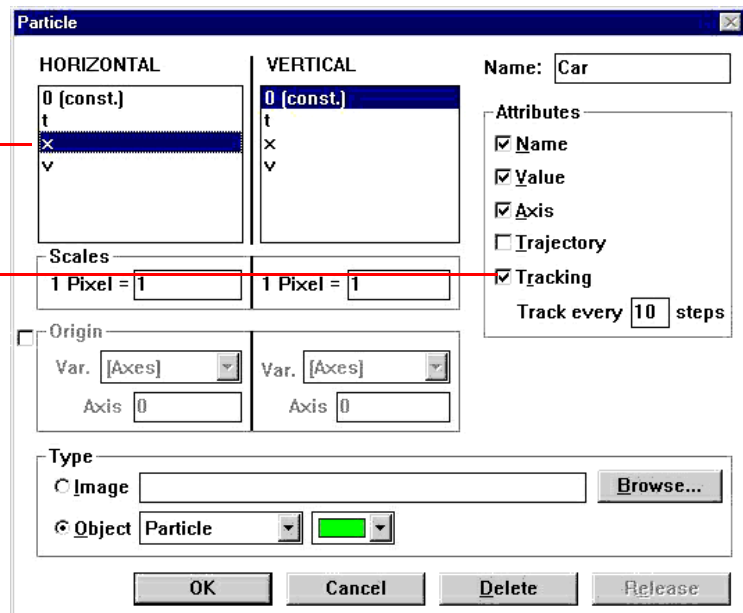 Particle
HORIZONTAL
VERTICAL
Name: Car
0 (const.)
t
x
v
0 (const.)
t
x
v
Attributes
Name
Value
Axis
Trajectory
Tracking
Track every 10 steps
Scales
1 Pixel = 1
1 Pixel = 1
Origin
Var. [Axes]
Var. [Axes]
Axis 0
Axis 0
Type
Image
Browse...
Object Particle
OK
Cancel
Delete
Release